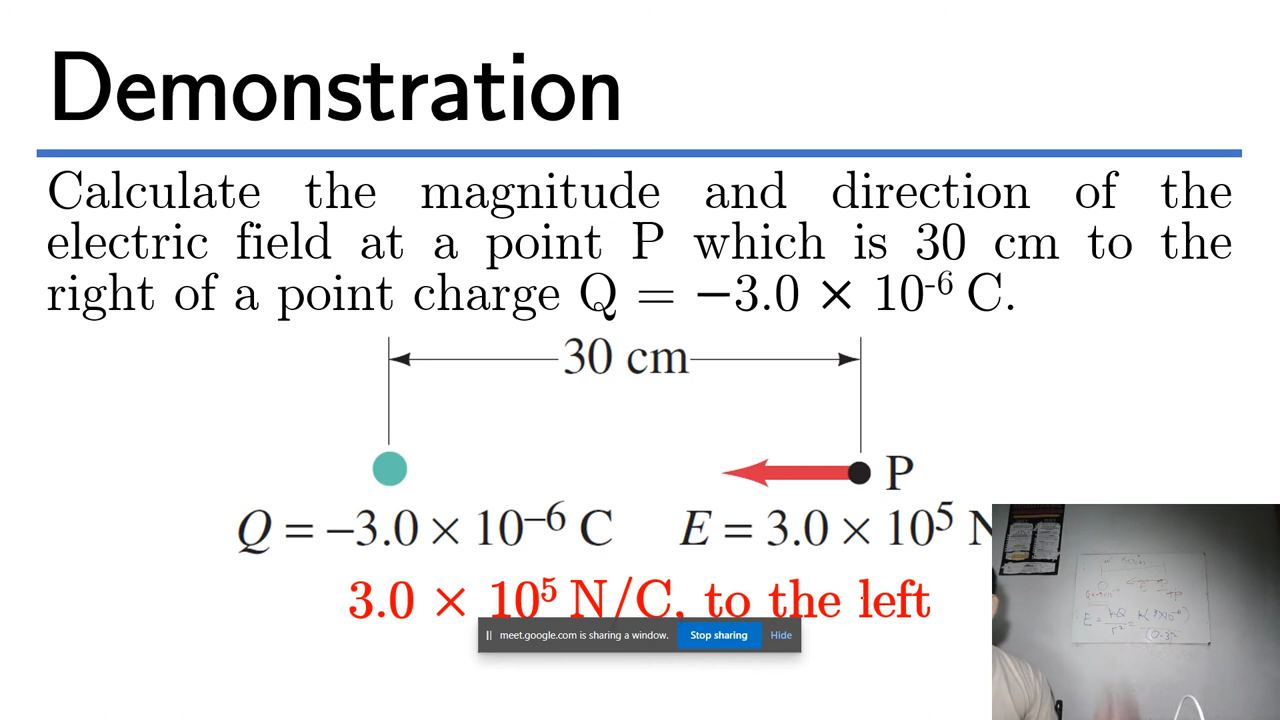 Demonstration
Calculate the magnitude and direction of the
electric field at a point P which is 30 cm to the
right of a point charge Q = −3.0 × 10-6 C.
30 cm
P
Q = –3.0 × 10–6 C
E = 3.0 × 105 N
3.0 × 105 N/C, to the left
meet.google.com is sharing a window.
Stop sharing
Hide
E = kQ
r2